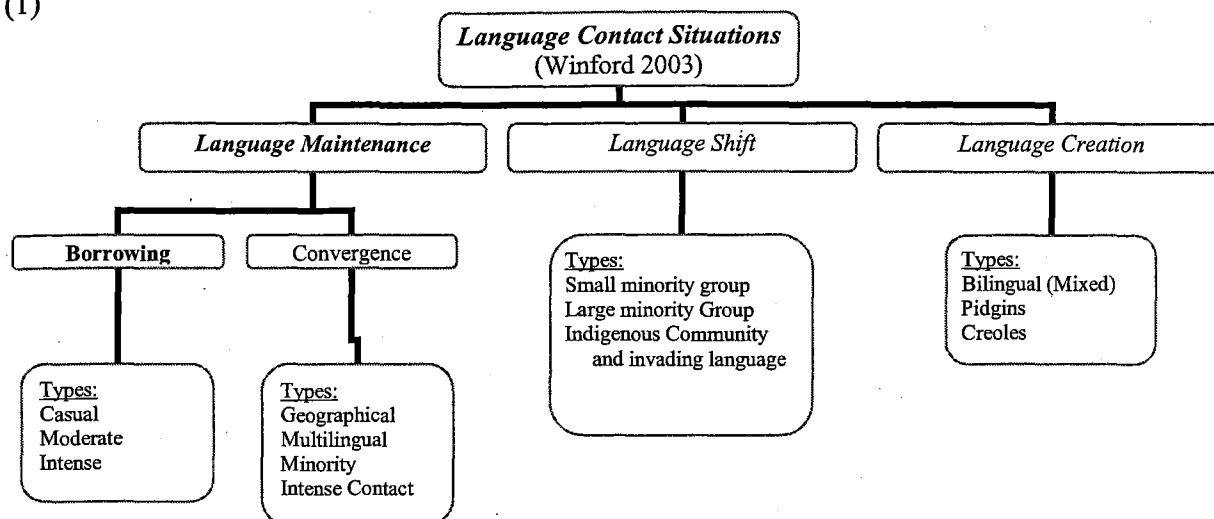 (1)
Language Contact Situations
(Winford 2003)
Language Maintenance
Language Shift
Language Creation
Borrowing
Convergence
Types:
Casual
Moderate
Intense
Types:
Geographical
Multilingual
Minority
Intense Contact
Types:
Small minority group
Large minority Group
Indigenous Community
and invading language
Types:
Bilingual (Mixed)
Pidgins
Creoles